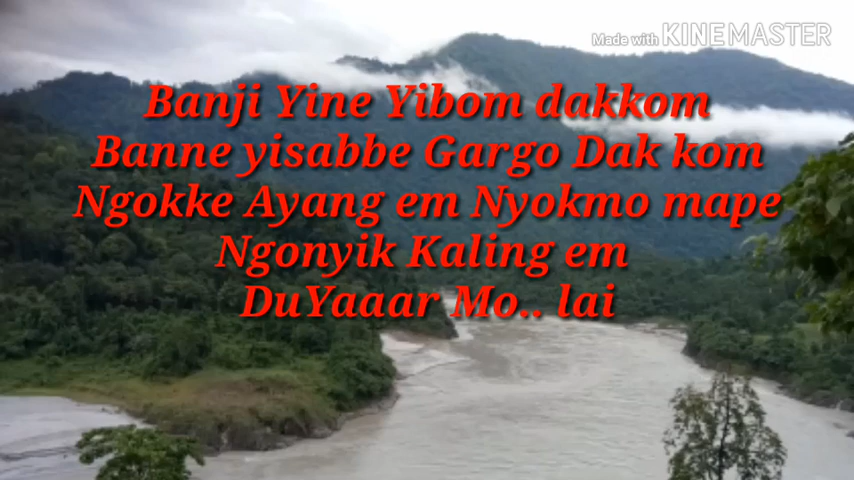 Made with KINEMASTER
Banji Yine Yibom dakkom
Banne yisabbe Gargo Dak kom
Ngokke Ayang em Nyokmo mape
Ngonyik Kaling em
DuYaaar Mo.. lai